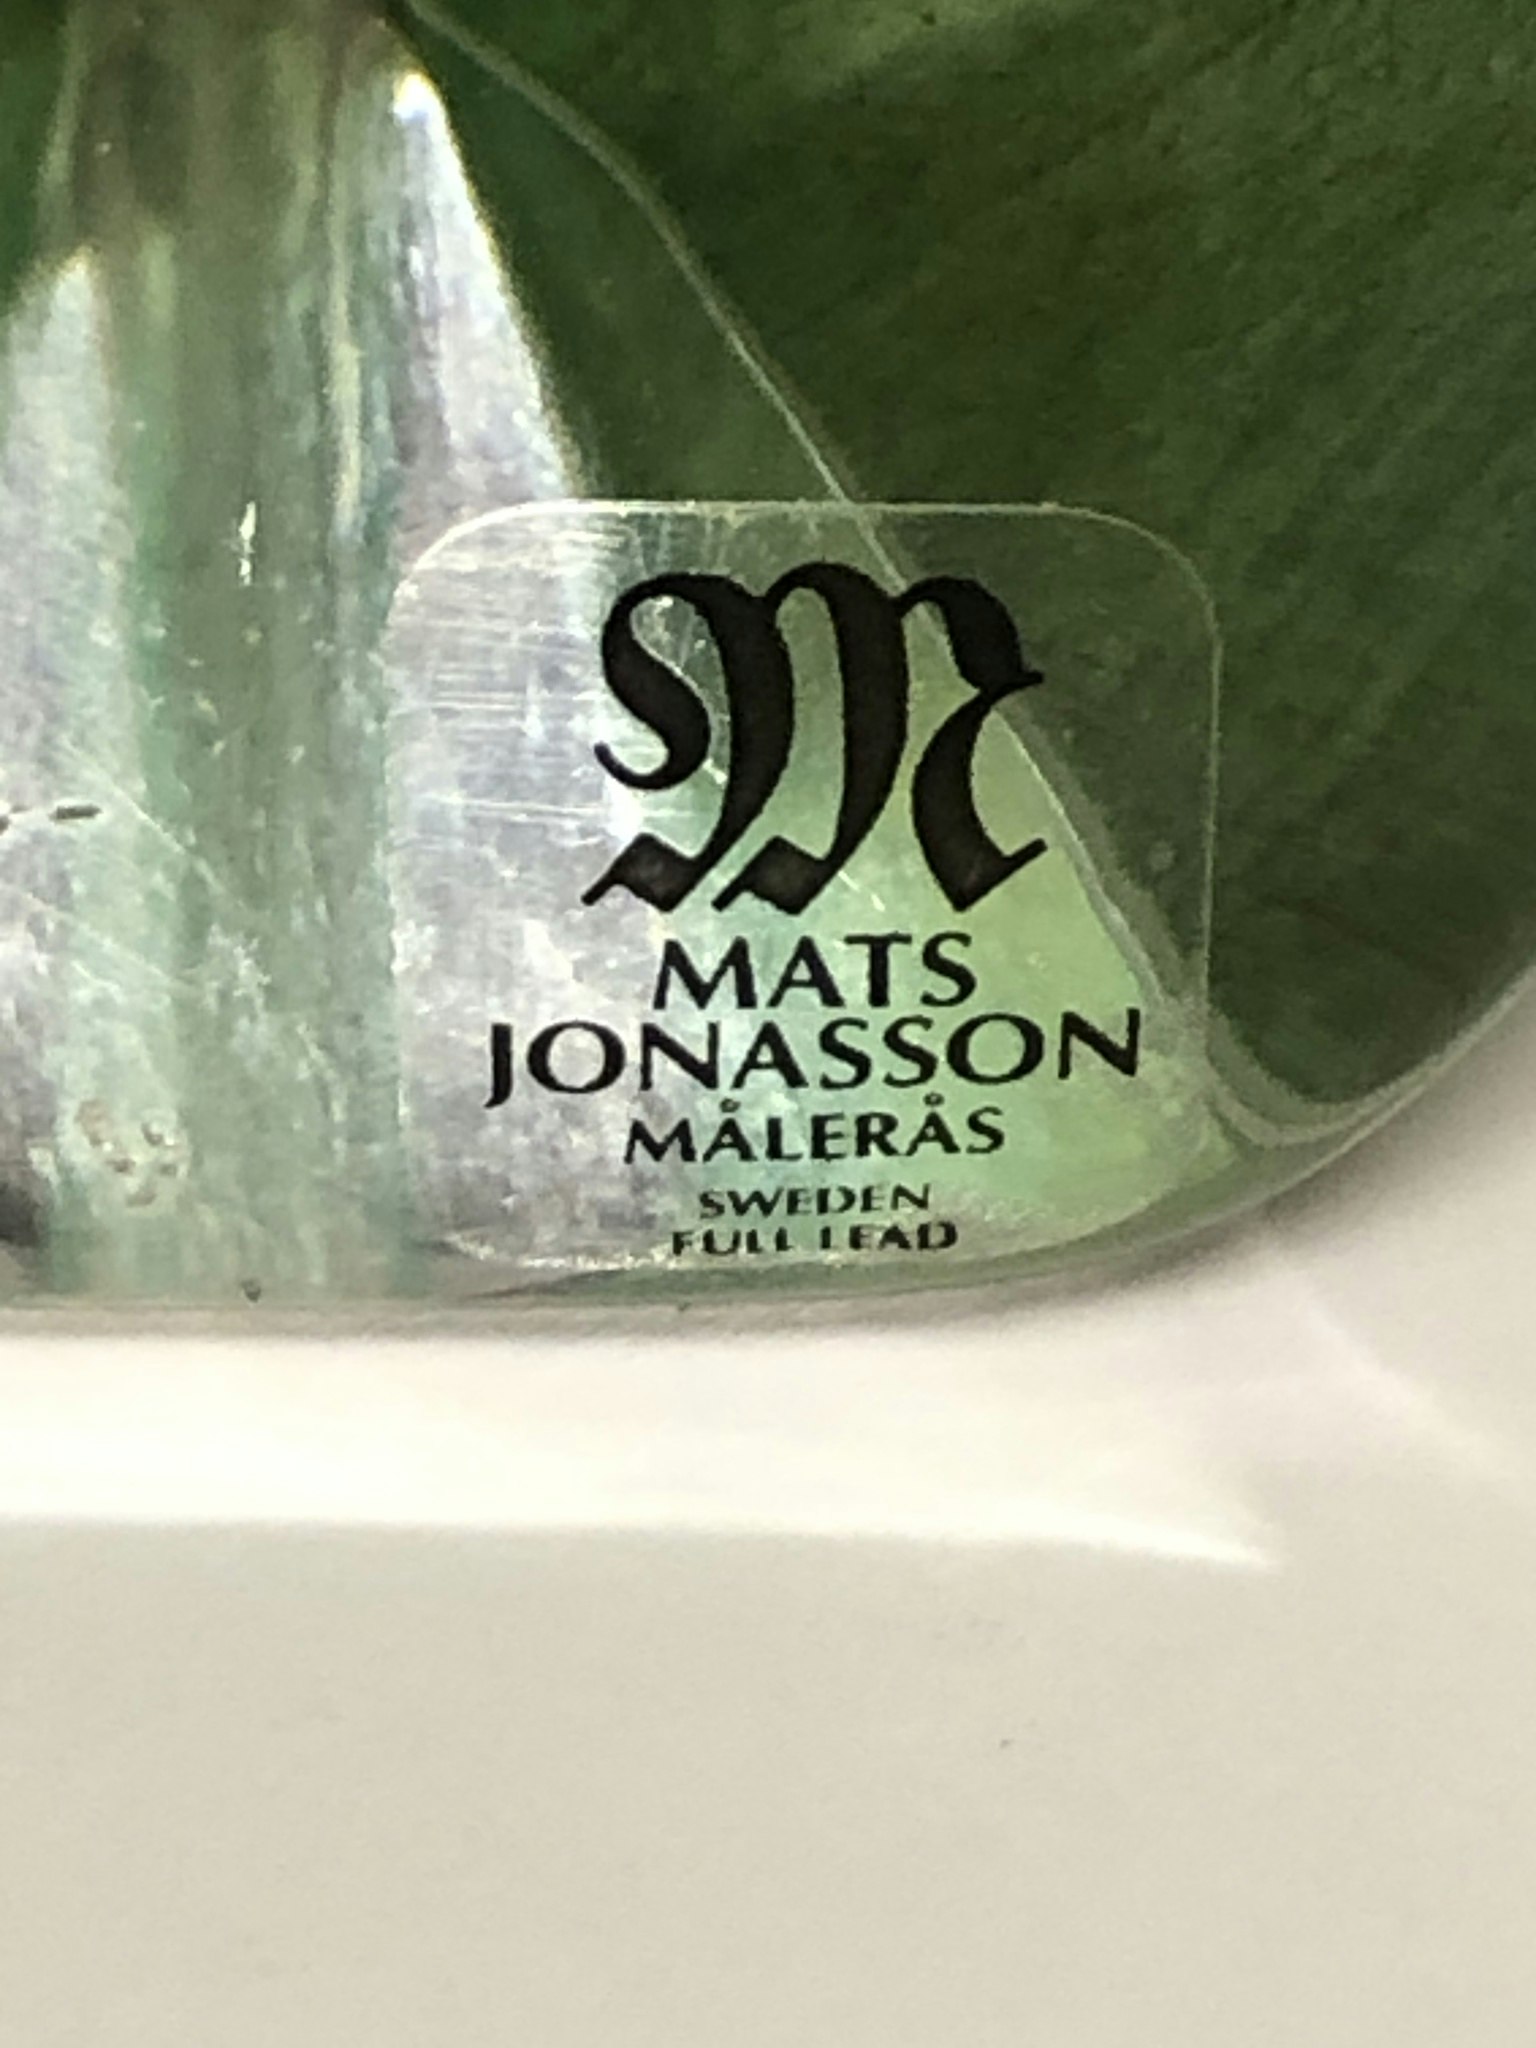 M
MATS
JONASSON
MÅLERÅS
SWEDEN
FULL LEAD